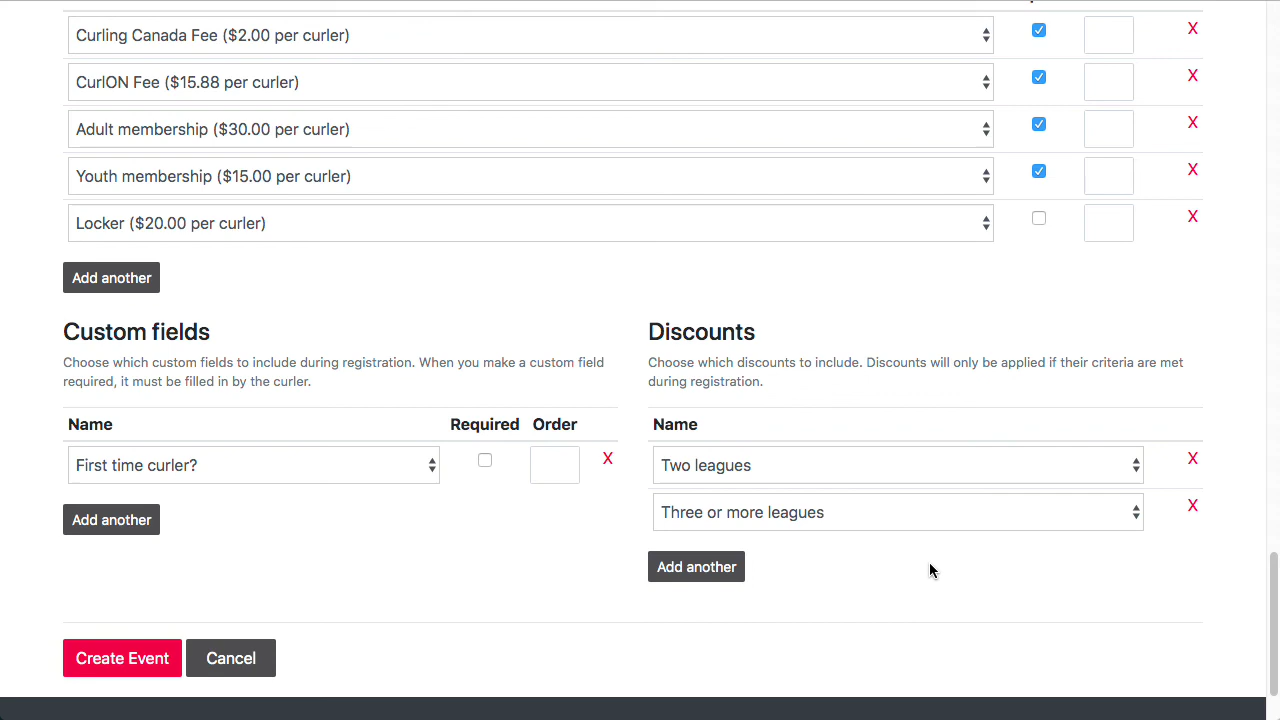 Curling Canada Fee ($2.00 per curler)
X
CurlON Fee ($15.88 per curler)
X
Adult membership ($30.00 per curler)
X
Youth membership ($15.00 per curler)
X
Locker ($20.00 per curler)
X
Add another
Custom fields
Choose which custom fields to include during registration. When you make a custom field
required, it must be filled in by the curler.
Name Required Order
First time curler?
X
Add another
Discounts
Choose which discounts to include. Discounts will only be applied if their criteria are met
during registration.
Name
Two leagues
X
Three or more leagues
X
Add another
Create Event
Cancel